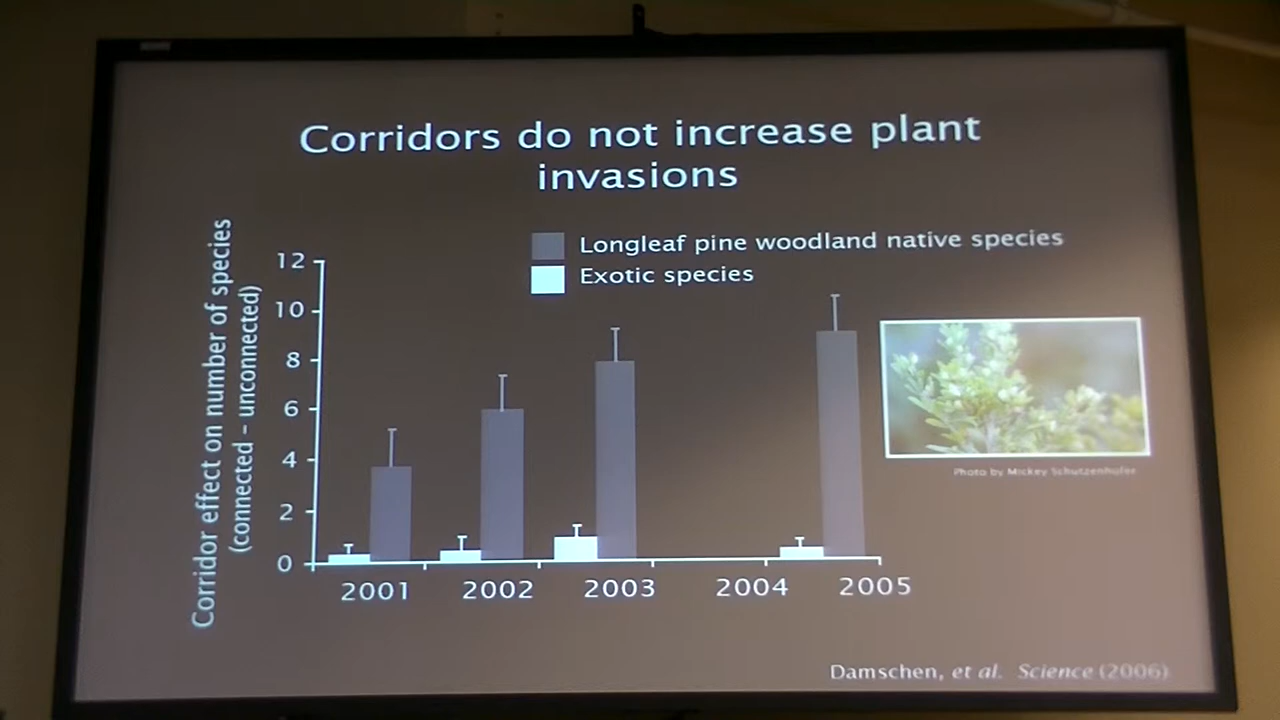 Corridors do not increase plant
invasions
Longleaf pine woodland native species
Exotic species
Corridor effect on number of species
(connected – unconnected)
12
10
8
6
4
2
0
2001 2002 2003 2004 2005
Photo by Mickey Schutzenhofer
Damschen, et al. Science (2006)